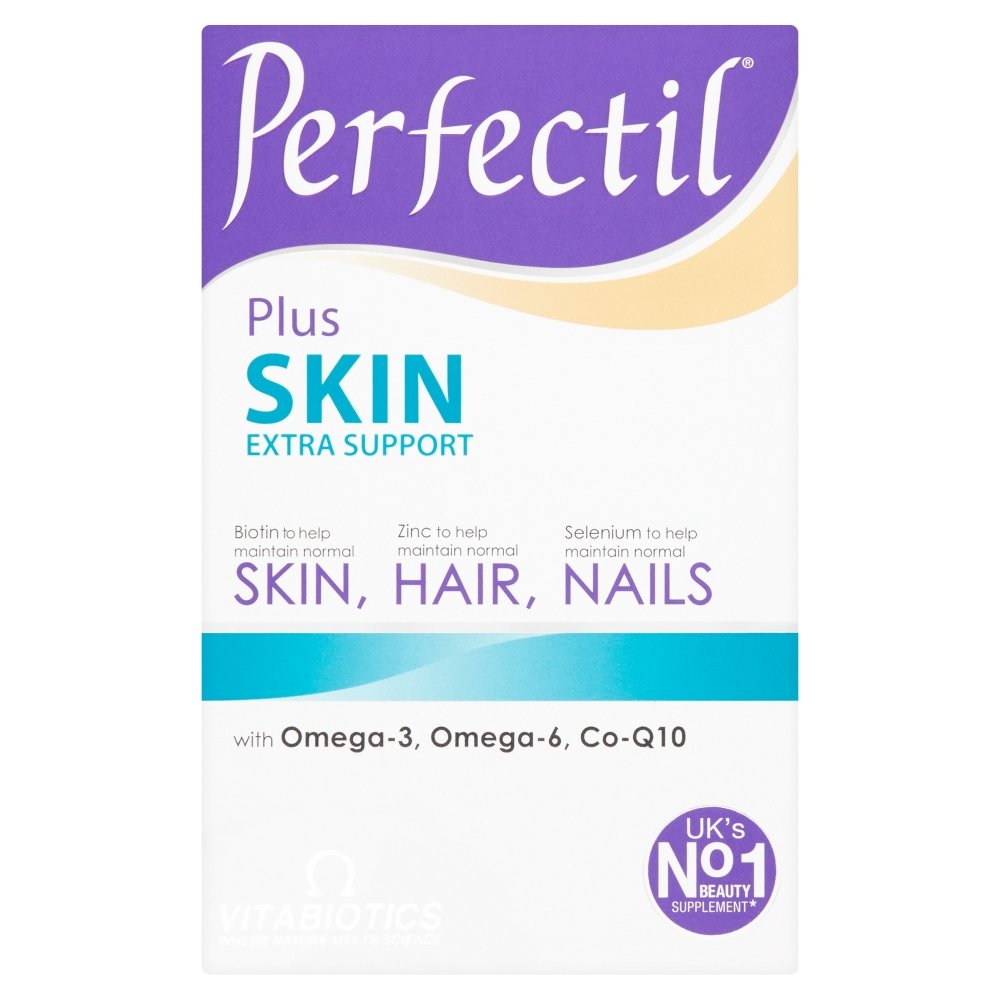 Perfectil®
Plus
SKIN
EXTRA SUPPORT
Biotin to help
maintain normal
SKIN,
Zinc to help
maintain normal
HAIR,
Selenium to help
maintain normal
NAILS
with Omega-3, Omega-6, Co-Q10
UK's
No1
BEAUTY
SUPPLEMENT*
VITABIOTICS
WHERE NATURE MEETS SCIENCE